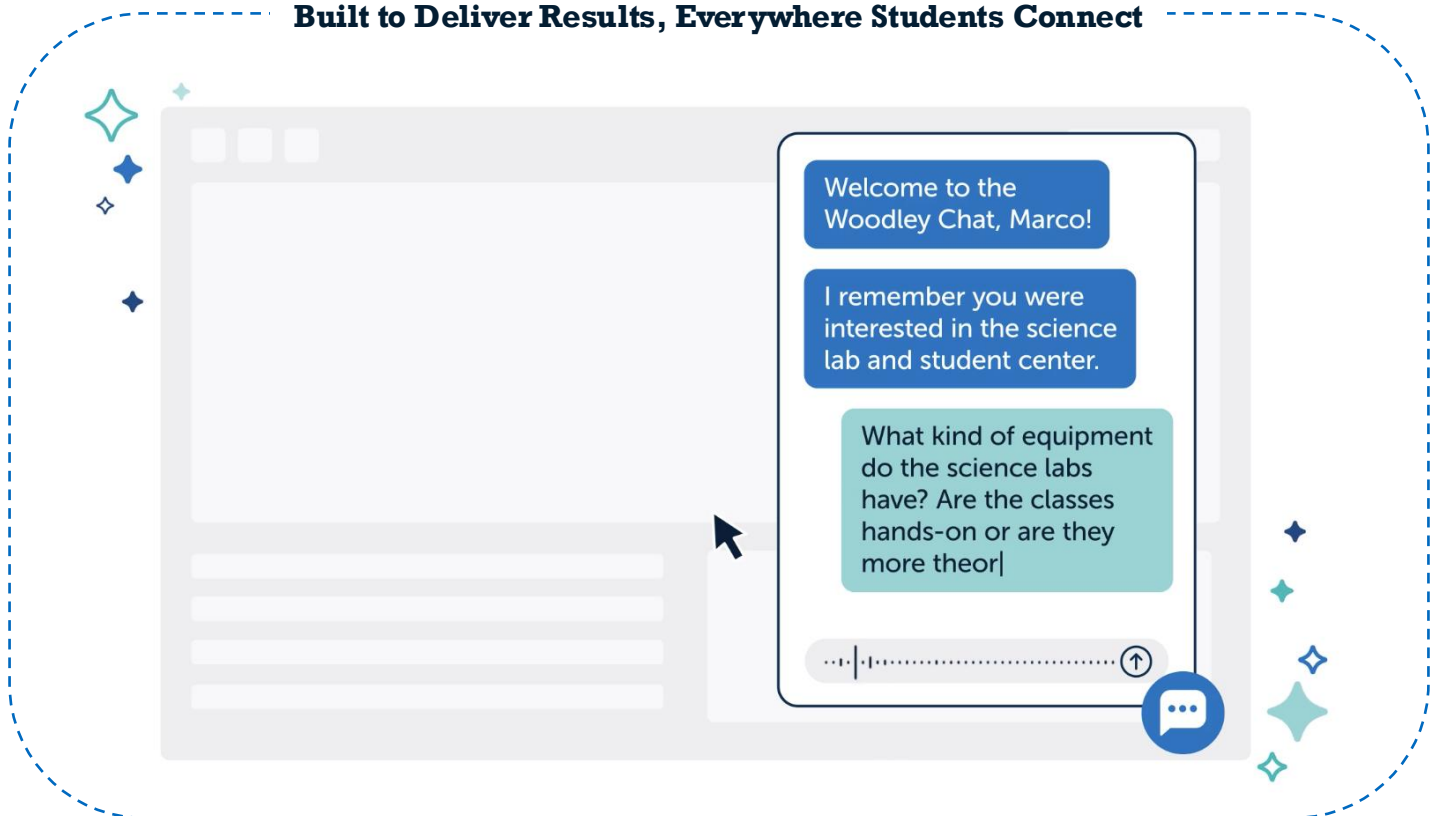 Built to Deliver Results, Everywhere Students Connect
Welcome to the
Woodley Chat, Marco!
I remember you were
interested in the science
lab and student center.
What kind of equipment
do the science labs
have? Are the classes
hands-on or are they
more theor